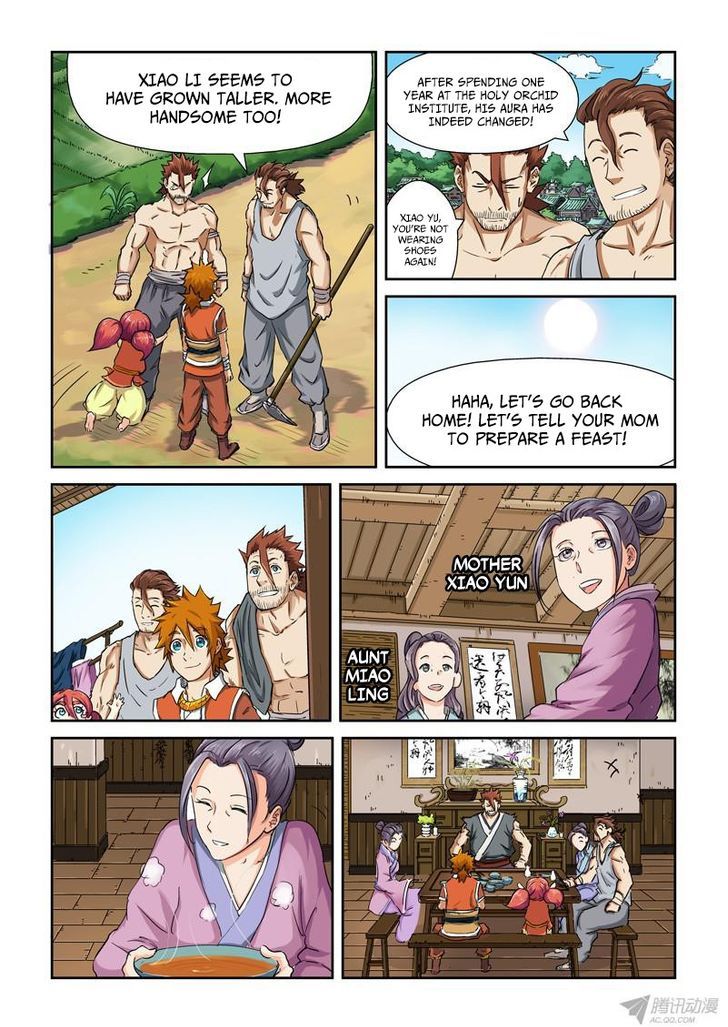 XIAO LI SEEMS TO
HAVE GROWN TALLER. MORE
HANDSOME TOO!
AFTER SPENDING ONE
YEAR AT THE HOLY ORCHID
INSTITUTE, HIS AURA HAS
INDEED CHANGED!
XIAO YU,
YOU'RE NOT
WEARING
SHOES
AGAIN!
HAHA, LET'S GO BACK
HOME! LET'S TELL YOUR MOM
TO PREPARE A FEAST!
MOTHER
XIAO YUN
AUNT
MIAO
LING
腾讯动漫
AC.QQ.COM